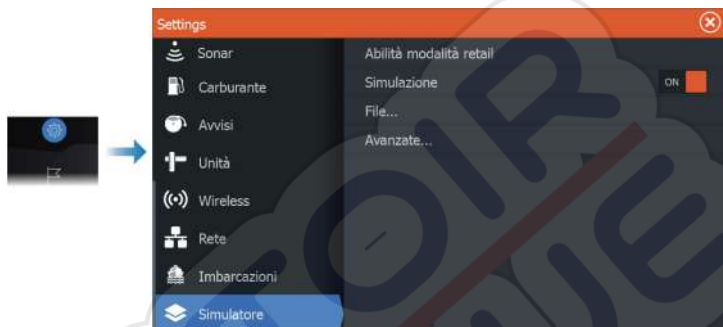 Settings
Sonar
Carburante
Avvisi
Unità
Wireless
Rete
Imbarcazioni
Simulatore
Abilità modalità retail
Simulazione
ON
File...
Avanzate...